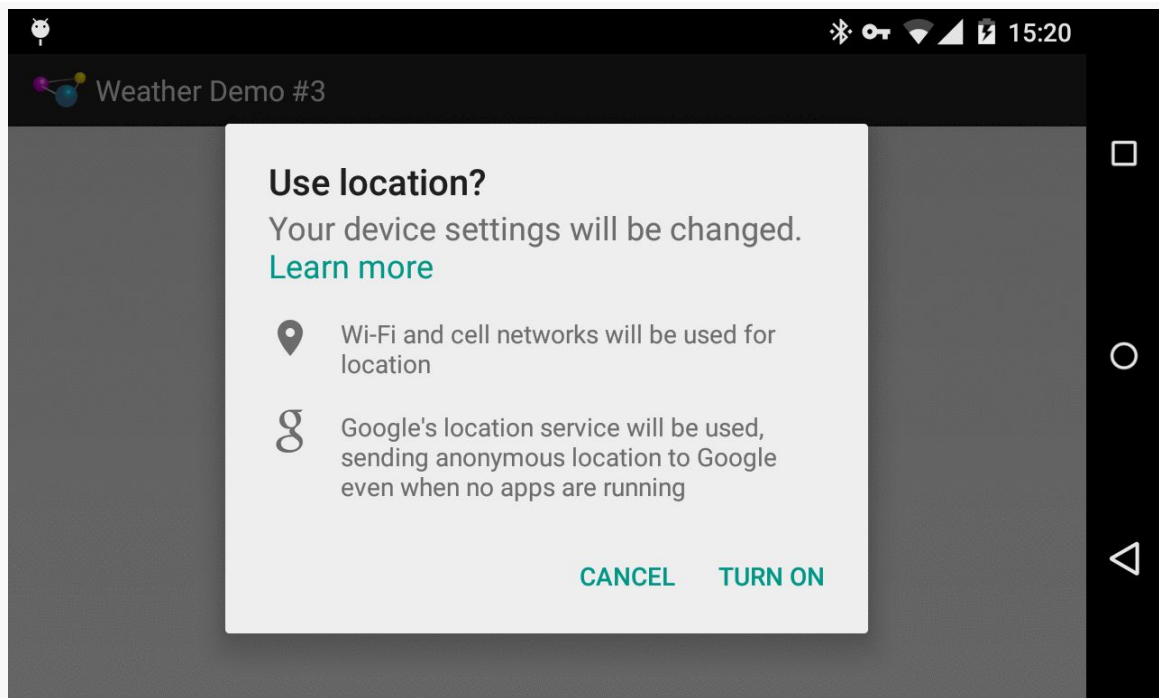 15:20
Weather Demo #3
Use location?
Your device settings will be changed.
Learn more
Wi-Fi and cell networks will be used for
location
g
Google's location service will be used,
sending anonymous location to Google
even when no apps are running
CANCEL TURN ON